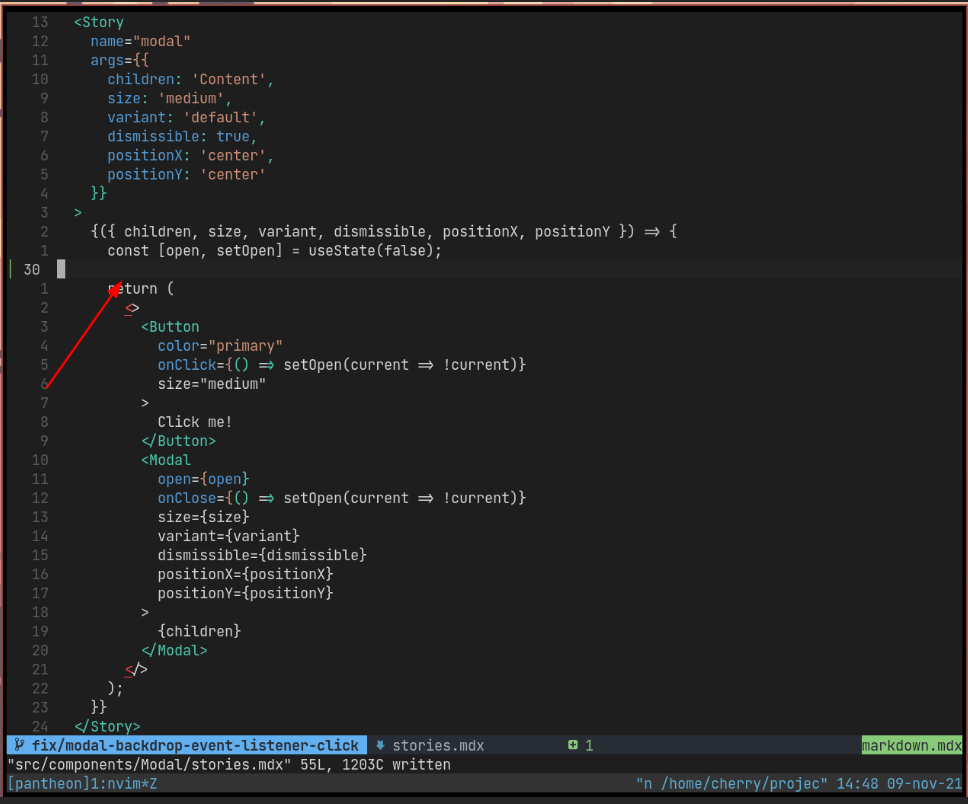 13 <Story
12 name="modal"
11 args={{
10 children: 'Content',
9 size: 'medium',
8 variant: 'default',
7 dismissible: true,
6 positionX: 'center',
5 positionY: 'center'
4 }}
3 >
2 {({ children, size, variant, dismissible, positionX, positionY }) => {
1 const [open, setOpen] = useState(false);
30
1 return (
2 <>
3 <Button
4 color="primary"
5 onClick={() => setOpen(current => !current)}
6 size="medium"
7 >
8 Click me!
9 </Button>
10 <Modal
11 open={open}
12 onClose={() => setOpen(current => !current)}
13 size={size}
14 variant={variant}
15 dismissible={dismissible}
16 positionX={positionX}
17 positionY={positionY}
18 >
19 {children}
20 </Modal>
21 </>
22 );
23 }}
24 </Story>
fix/modal-backdrop-event-listener-click stories.mdx 1 markdown.mdx
"src/components/Modal/stories.mdx" 55L, 1203C written
[pantheon]1:nvim*Z "n /home/cherry/projec" 14:48 09-nov-21